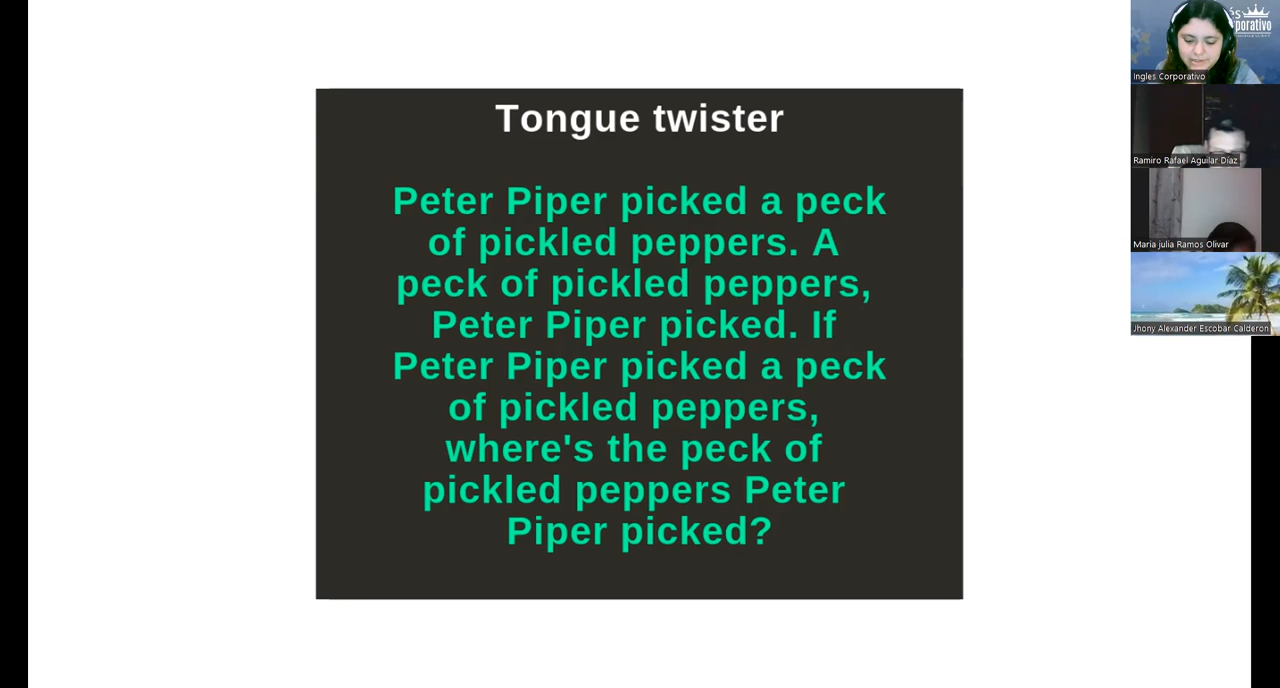 Tongue twister
Peter Piper picked a peck
of pickled peppers. A
peck of pickled peppers,
Peter Piper picked. If
Peter Piper picked a peck
of pickled peppers,
where's the peck of
pickled peppers Peter
Piper picked?
Ingles Corporativo
Ramiro Rafael Aguilar Díaz
Maria julia Ramos Olivar
Jhony Alexander Escobar Calderon